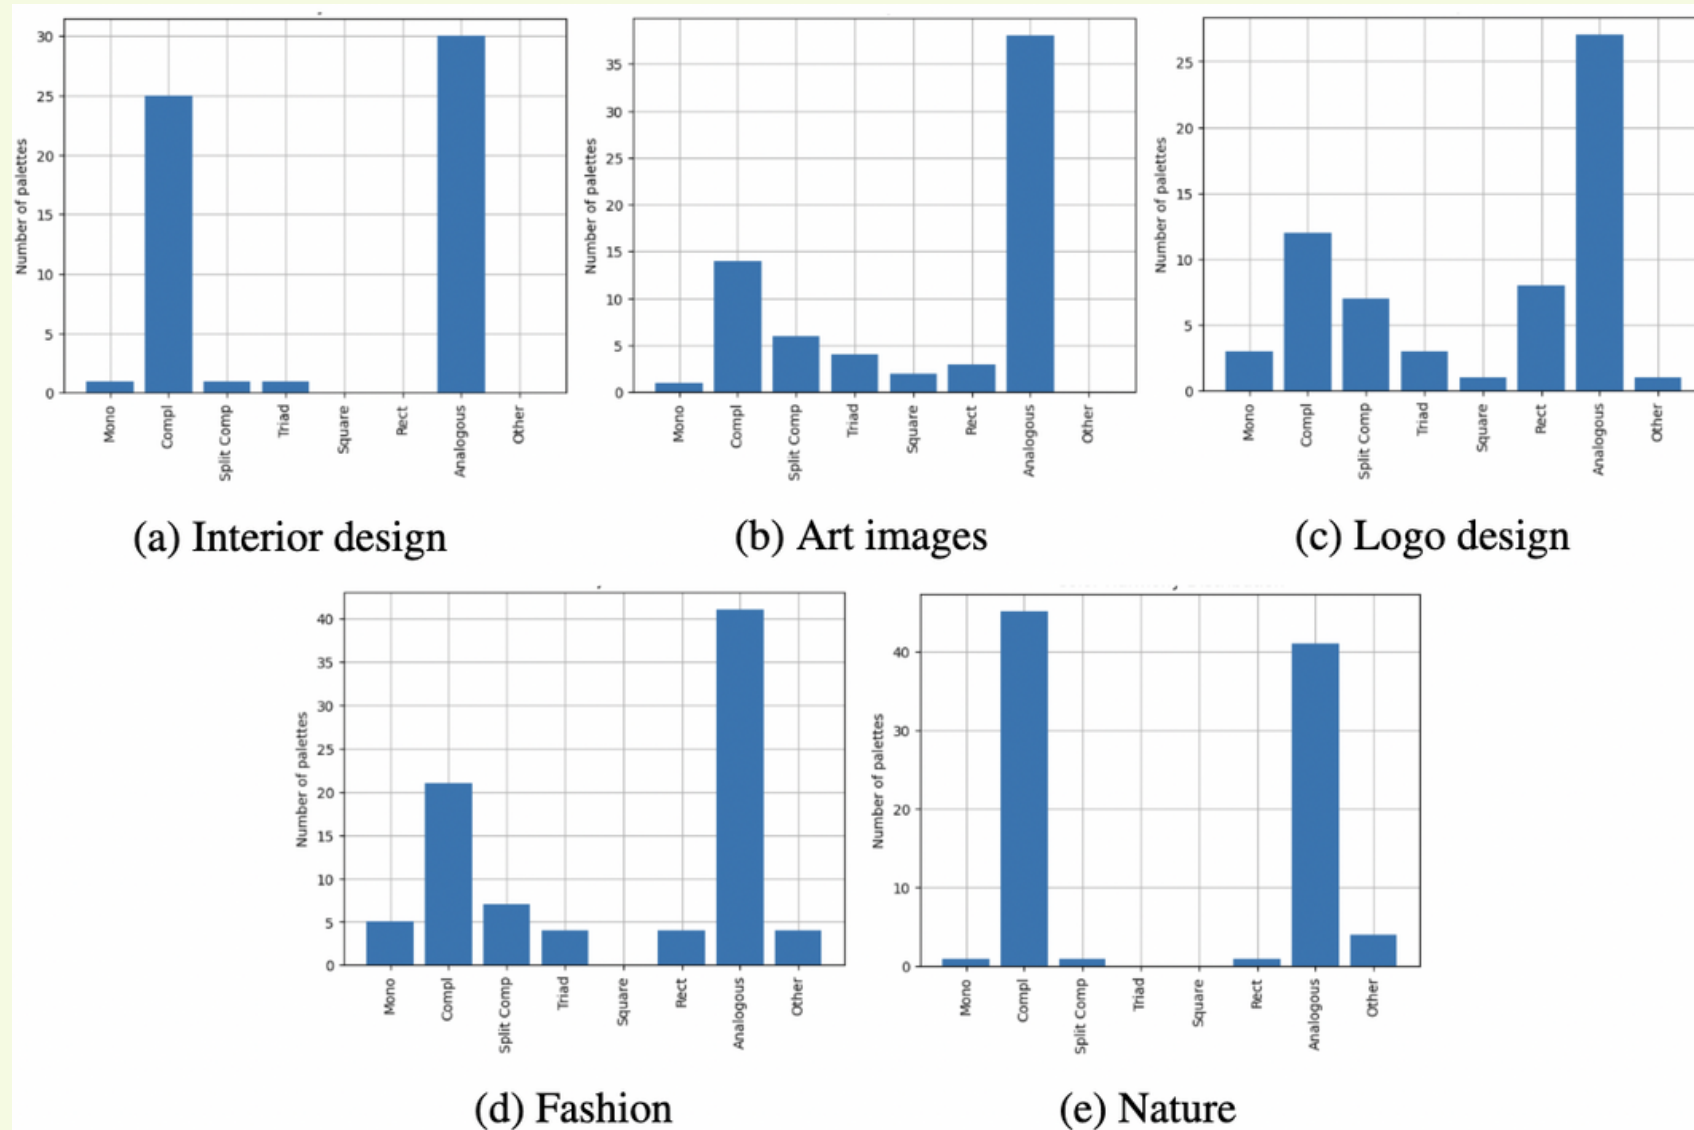 Number of palettes
30
25
20
15
10
5
0
Mono
Compl
Split Comp
Triad
Square
Rect
Analogous
Other
(a) Interior design
Number of palettes
35
30
25
20
15
10
5
0
Mono
Compl
Split Comp
Triad
Square
Rect
Analogous
Other
(b) Art images
Number of palettes
25
20
15
10
5
0
Mono
Compl
Split Comp
Triad
Square
Rect
Analogous
Other
(c) Logo design
Number of palettes
40
35
30
25
20
15
10
5
0
Mono
Compl
Split Comp
Triad
Square
Rect
Analogous
Other
(d) Fashion
Number of palettes
40
30
20
10
0
Mono
Compl
Split Comp
Triad
Square
Rect
Analogous
Other
(e) Nature